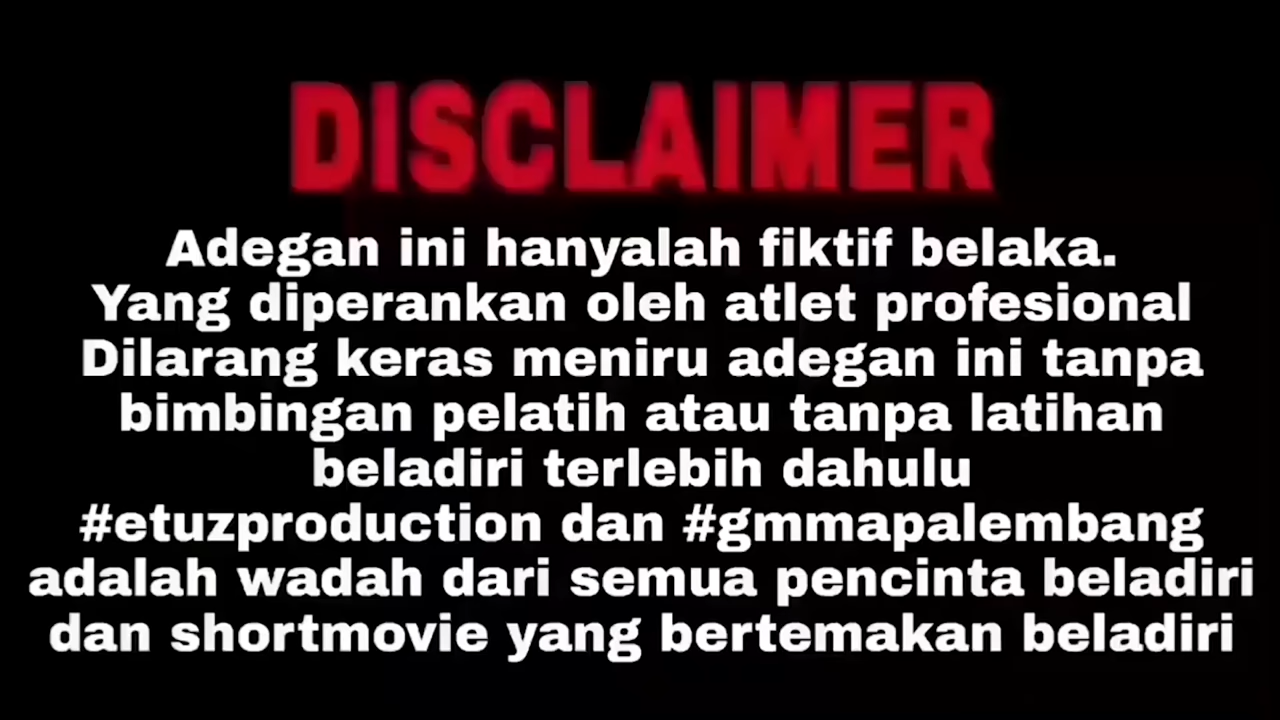 DISCLAIMER
Adegan ini hanyalah fiktif belaka.
Yang diperankan oleh atlet profesional
Dilarang keras meniru adegan ini tanpa
bimbingan pelatih atau tanpa latihan
beladiri terlebih dahulu
#etuzproduction dan #gmmapalembang
adalah wadah dari semua pencinta beladiri
dan shortmovie yang bertemakan beladiri